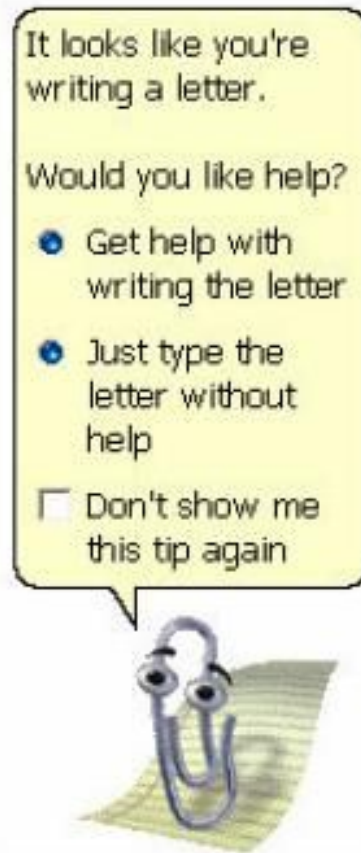 It looks like you're
writing a letter.
Would you like help?
Get help with
writing the letter
Just type the
letter without
help
Don't show me
this tip again